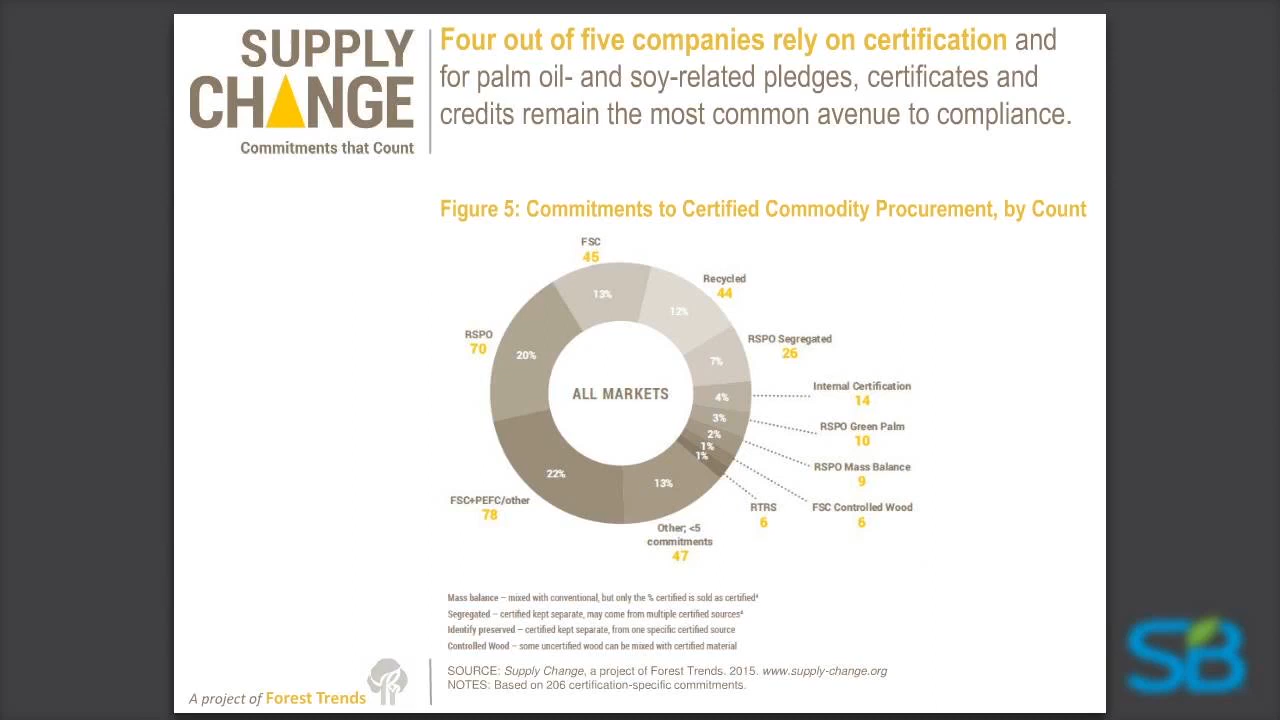 SUPPLY
CHANGE
Commitments that Count
Four out of five companies rely on certification and
for palm oil- and soy-related pledges, certificates and
credits remain the most common avenue to compliance.
Figure 5: Commitments to Certified Commodity Procurement, by Count
FSC
45
13%
Recycled
44
12%
RSPO
70
20%
RSPO Segregated
26
7%
ALL MARKETS
Internal Certification
14
4%
RSPO Green Palm
10
3%
RSPO Mass Balance
9
2%
FSC Controlled Wood
6
1%
RTRS
6
1%
FSC+PEFC/other
78
22%
Other; <5
commitments
47
13%
Mass balance – mixed with conventional, but only the % certified is sold as certified⁴
Segregated – certified kept separate, may come from multiple certified sources⁴
Identify preserved – certified kept separate, from one specific certified source
Controlled Wood – some uncertified wood can be mixed with certified material
SOURCE: Supply Change, a project of Forest Trends. 2015. www.supply-change.org
NOTES: Based on 206 certification-specific commitments.
A project of Forest Trends
SB